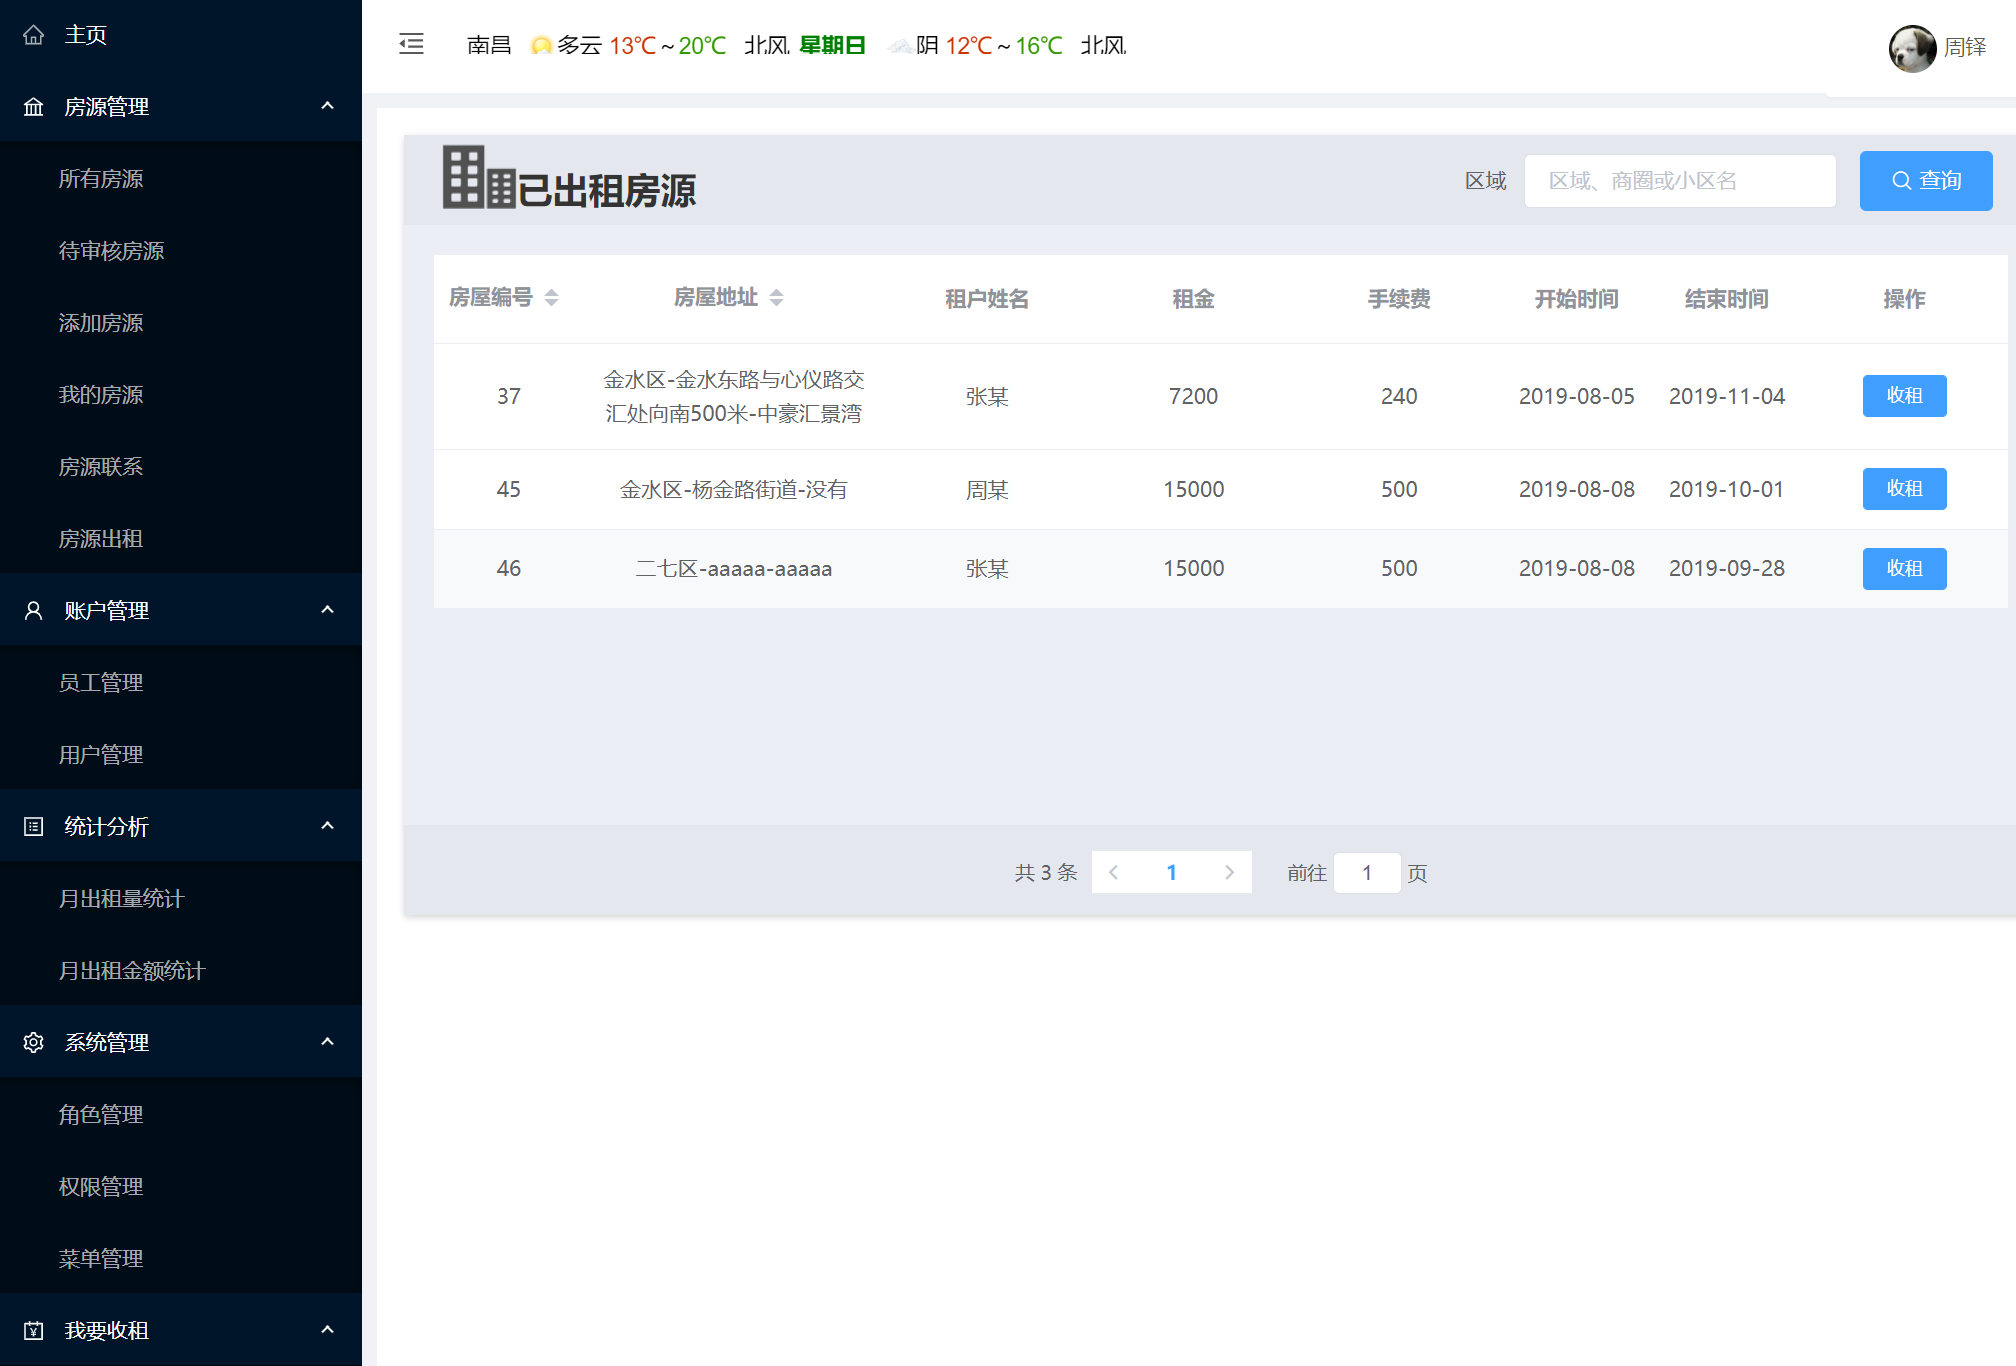 主页
房源管理
所有房源
待审核房源
添加房源
我的房源
房源联系
房源出租
账户管理
员工管理
用户管理
统计分析
月出租量统计
月出租金额统计
系统管理
角色管理
权限管理
菜单管理
我要收租
南昌 多云 13℃～20℃ 北风 星期日 阴 12℃～16℃ 北风
周铎
已出租房源
区域 区域、商圈或小区名 查询
房屋编号 房屋地址 租户姓名 租金 手续费 开始时间 结束时间 操作
37 金水区-金水东路与心仪路交 张某 7200 240 2019-08-05 2019-11-04 收租
汇处向南500米-中豪汇景湾
45 金水区-杨金路街道-没有 周某 15000 500 2019-08-08 2019-10-01 收租
46 二七区-aaaaa-aaaaa 张某 15000 500 2019-08-08 2019-09-28 收租
共 3 条 1 前往 1 页